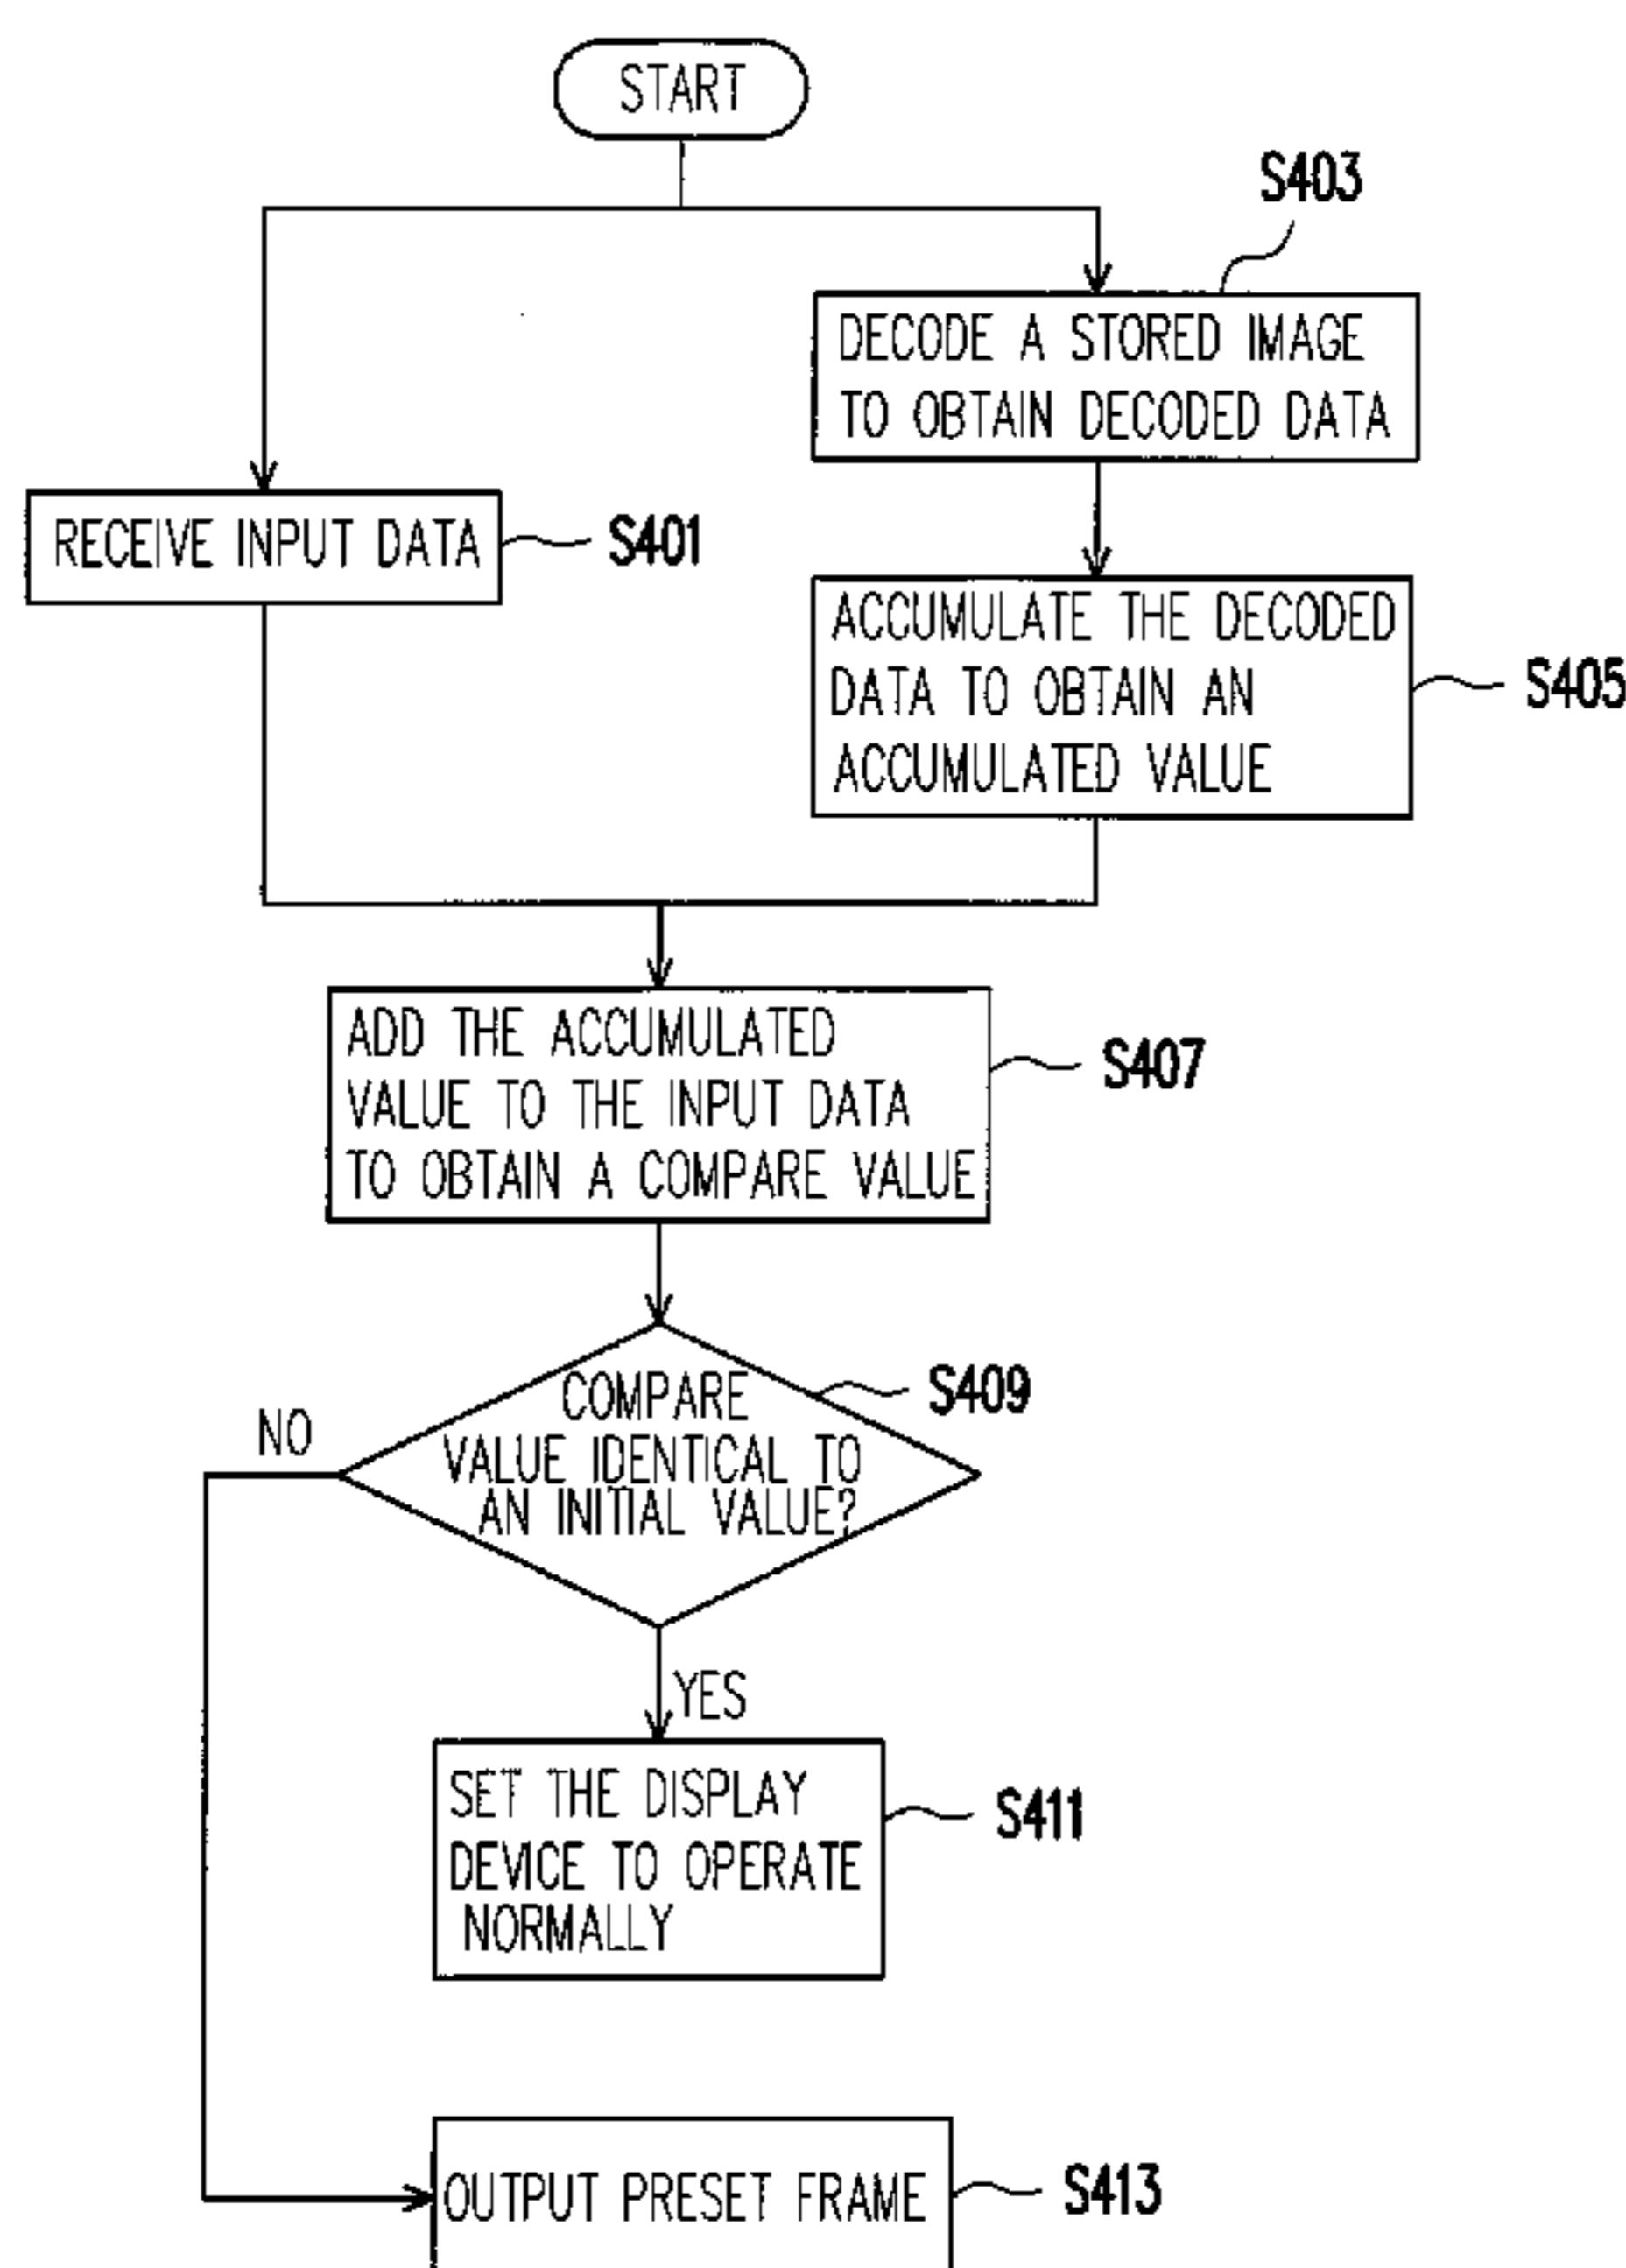 START
S403
DECODE A STORED IMAGE
TO OBTAIN DECODED DATA
RECEIVE INPUT DATA
S401
ACCUMULATE THE DECODED
DATA TO OBTAIN AN
ACCUMULATED VALUE
S405
ADD THE ACCUMULATED
VALUE TO THE INPUT DATA
TO OBTAIN A COMPARE VALUE
S407
COMPARE
VALUE IDENTICAL TO
AN INITIAL VALUE?
S409
NO
YES
SET THE DISPLAY
DEVICE TO OPERATE
NORMALLY
S411
OUTPUT PRESET FRAME
S413